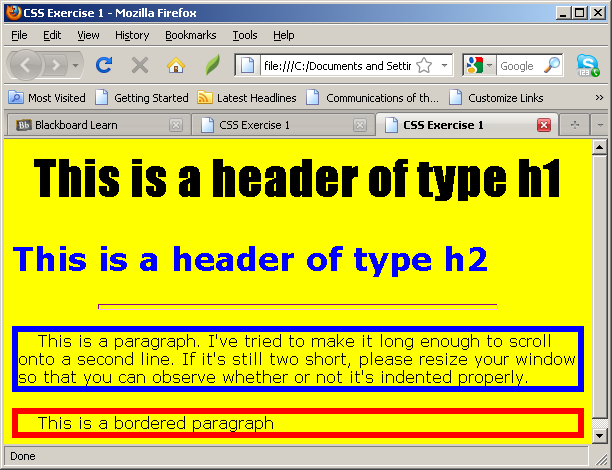 CSS Exercise 1 - Mozilla Firefox
File Edit View History Bookmarks Tools Help
file:///C:/Documents and Settin
Google
Most Visited Getting Started Latest Headlines Communications of th... Customize Links »
Bb Blackboard Learn CSS Exercise 1 CSS Exercise 1
This is a header of type h1
This is a header of type h2
This is a paragraph. I've tried to make it long enough to scroll
onto a second line. If it's still two short, please resize your window
so that you can observe whether or not it's indented properly.
This is a bordered paragraph
Done